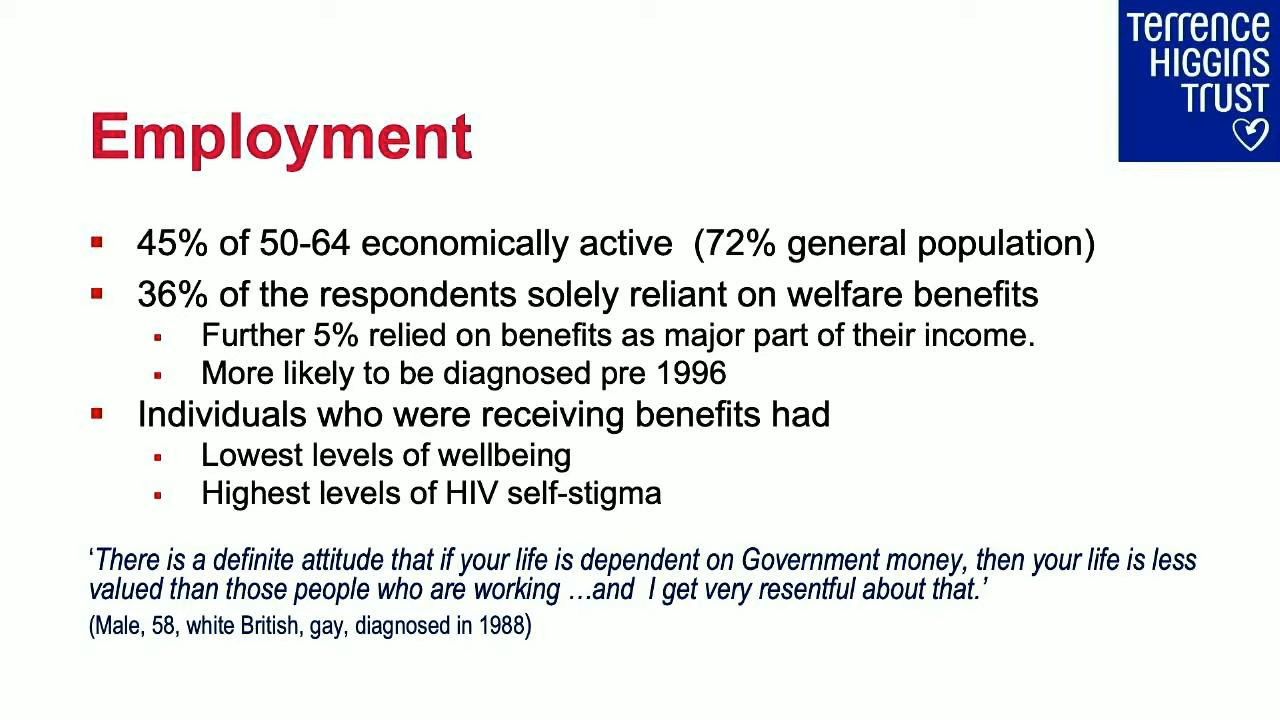 Terrence
HIGGINS
TRUST
Employment
45% of 50-64 economically active  (72% general population)
36% of the respondents solely reliant on welfare benefits
Further 5% relied on benefits as major part of their income.
More likely to be diagnosed pre 1996
Individuals who were receiving benefits had
Lowest levels of wellbeing
Highest levels of HIV self-stigma
‘There is a definite attitude that if your life is dependent on Government money, then your life is less
valued than those people who are working …and  I get very resentful about that.’
(Male, 58, white British, gay, diagnosed in 1988)